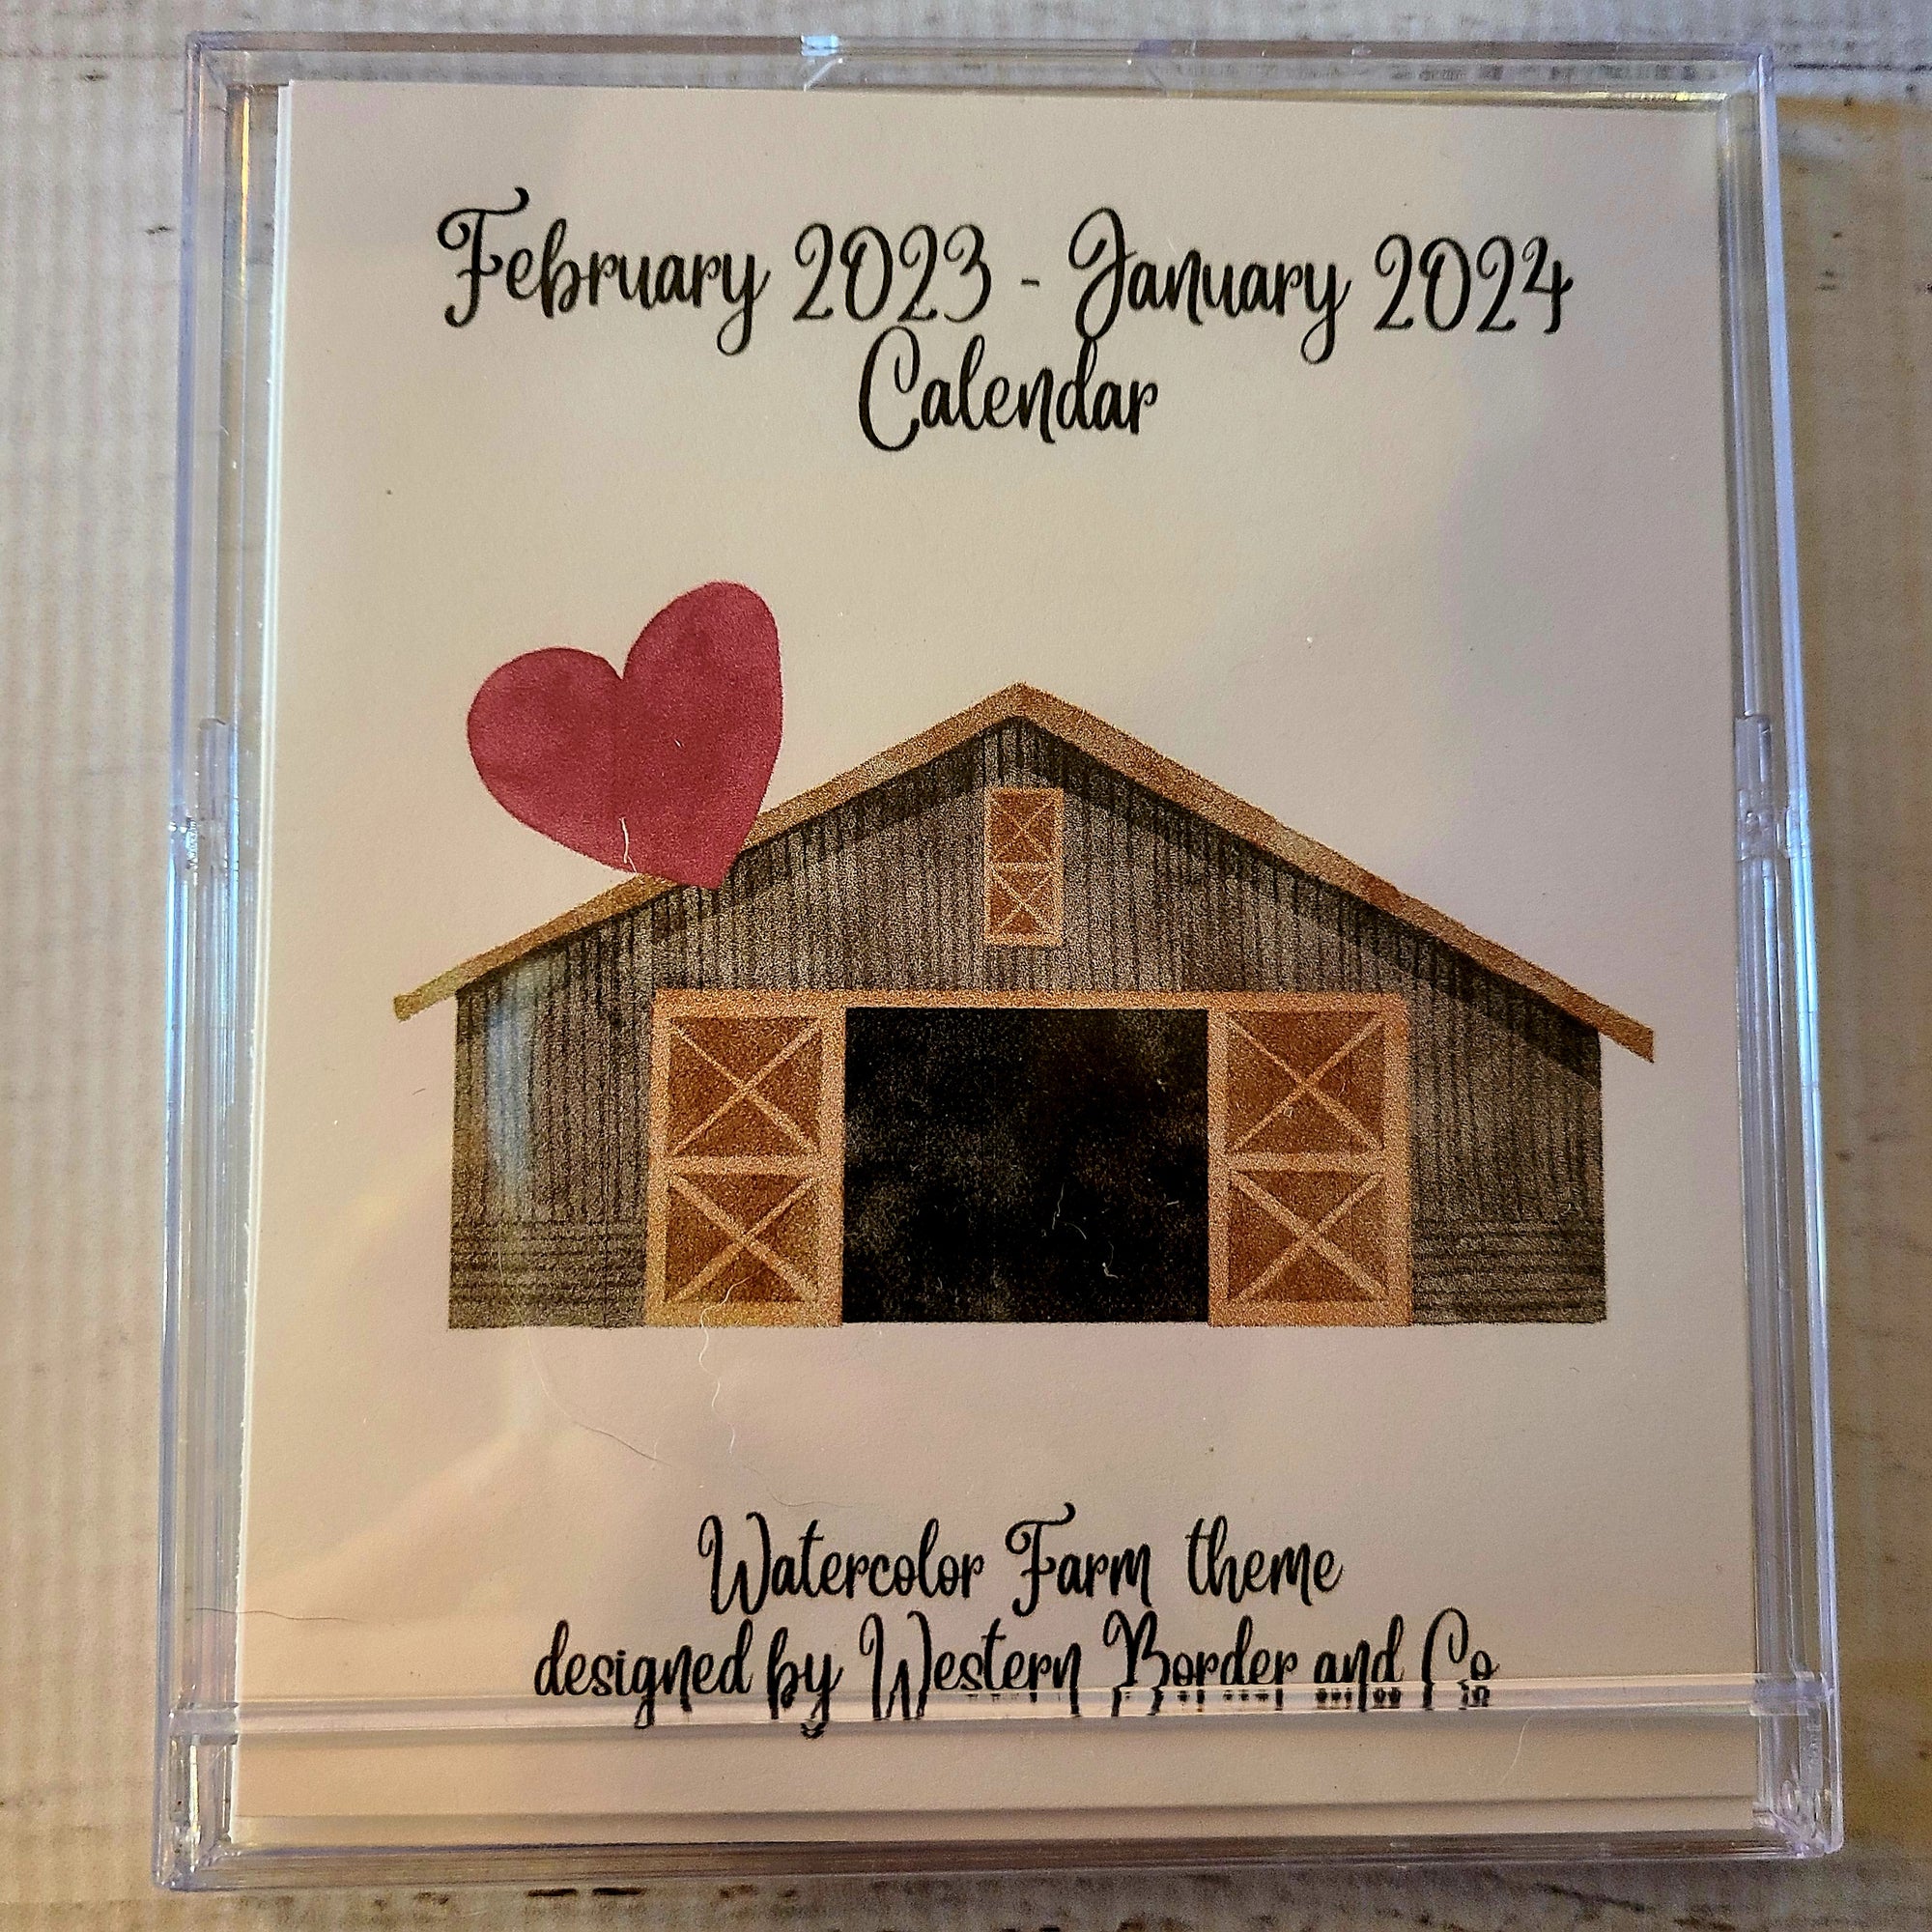 February 2023 - January 2024
Calendar
Watercolor Farm theme
designed by Western Border and Co